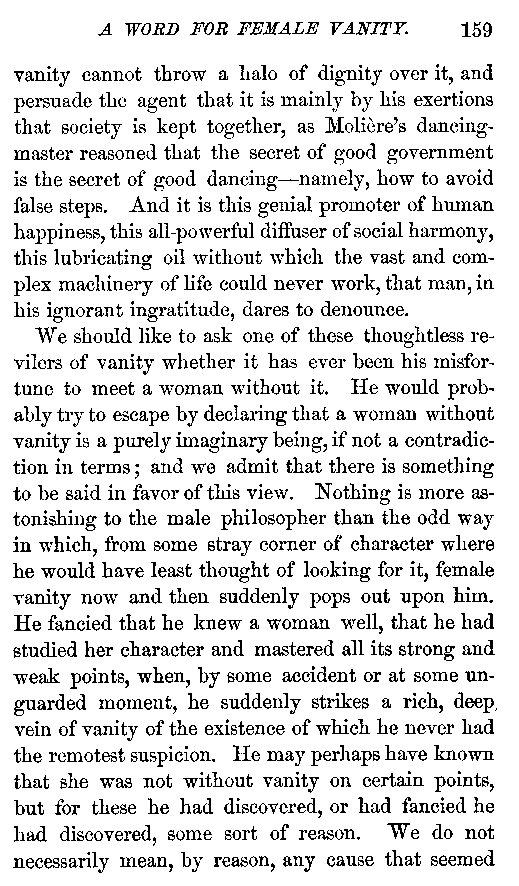 A WORD FOR FEMALE VANITY. 159
vanity cannot throw a halo of dignity over it, and
persuade the agent that it is mainly by his exertions
that society is kept together, as Molière's dancing-
master reasoned that the secret of good government
is the secret of good dancing—namely, how to avoid
false steps. And it is this genial promoter of human
happiness, this all-powerful diffuser of social harmony,
this lubricating oil without which the vast and com-
plex machinery of life could never work, that man, in
his ignorant ingratitude, dares to denounce.
We should like to ask one of these thoughtless re-
vilers of vanity whether it has ever been his misfor-
tune to meet a woman without it. He would prob-
ably try to escape by declaring that a woman without
vanity is a purely imaginary being, if not a contradic-
tion in terms; and we admit that there is something
to be said in favor of this view. Nothing is more as-
tonishing to the male philosopher than the odd way
in which, from some stray corner of character where
he would have least thought of looking for it, female
vanity now and then suddenly pops out upon him.
He fancied that he knew a woman well, that he had
studied her character and mastered all its strong and
weak points, when, by some accident or at some un-
guarded moment, he suddenly strikes a rich, deep,
vein of vanity of the existence of which he never had
the remotest suspicion. He may perhaps have known
that she was not without vanity on certain points,
but for these he had discovered, or had fancied he
had discovered, some sort of reason. We do not
necessarily mean, by reason, any cause that seemed